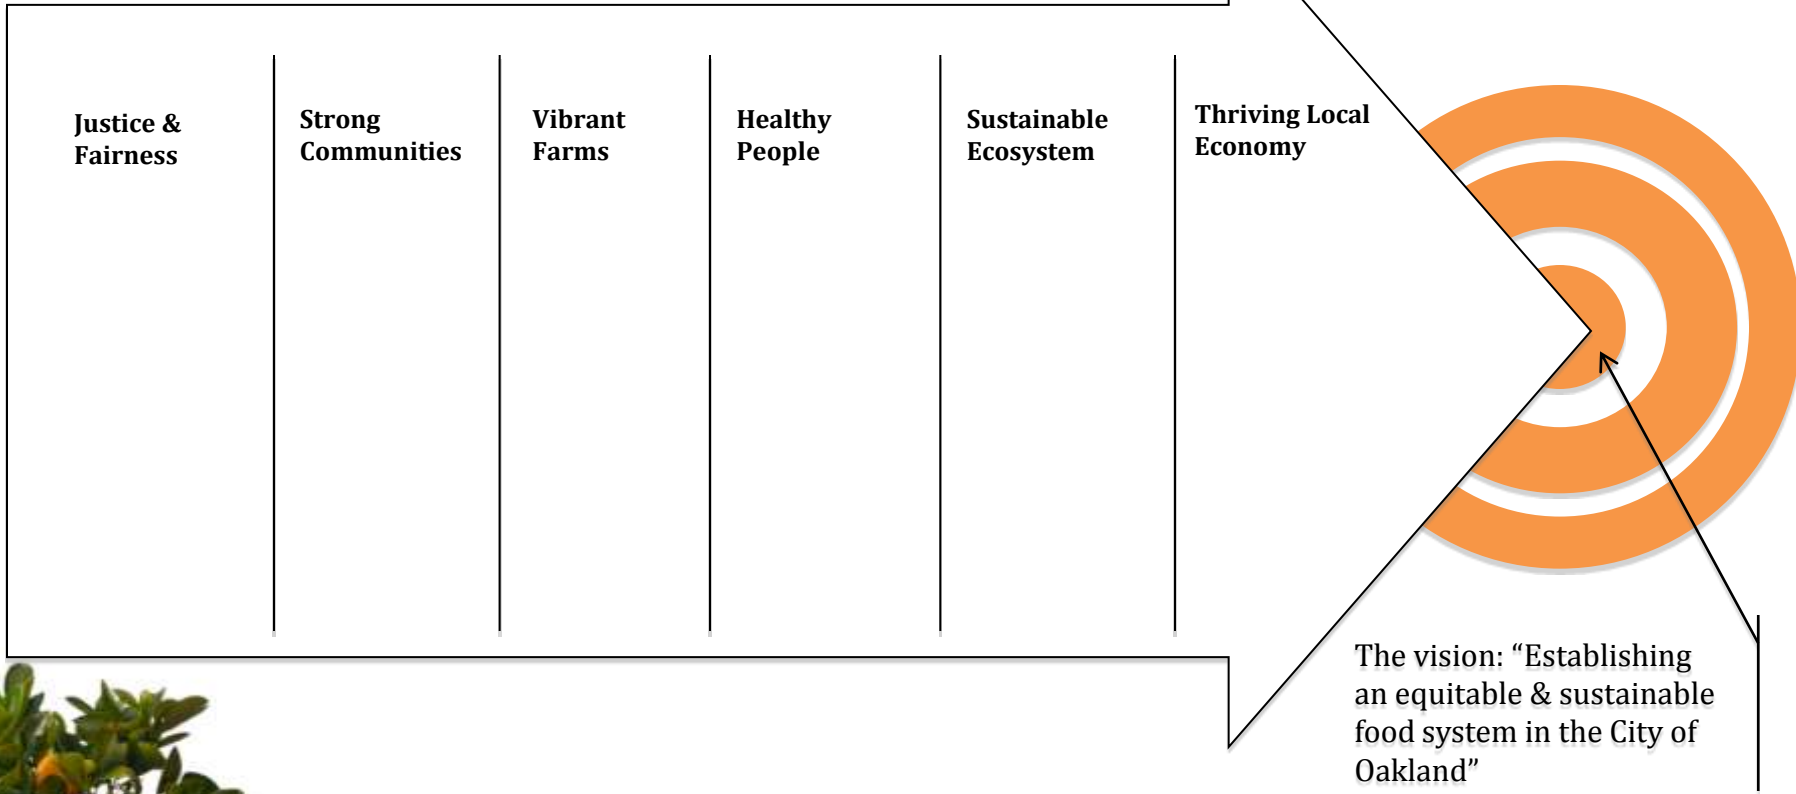 Justice &
Fairness
Strong
Communities
Vibrant
Farms
Healthy
People
Sustainable
Ecosystem
Thriving Local
Economy
The vision: “Establishing
an equitable & sustainable
food system in the City of
Oakland”